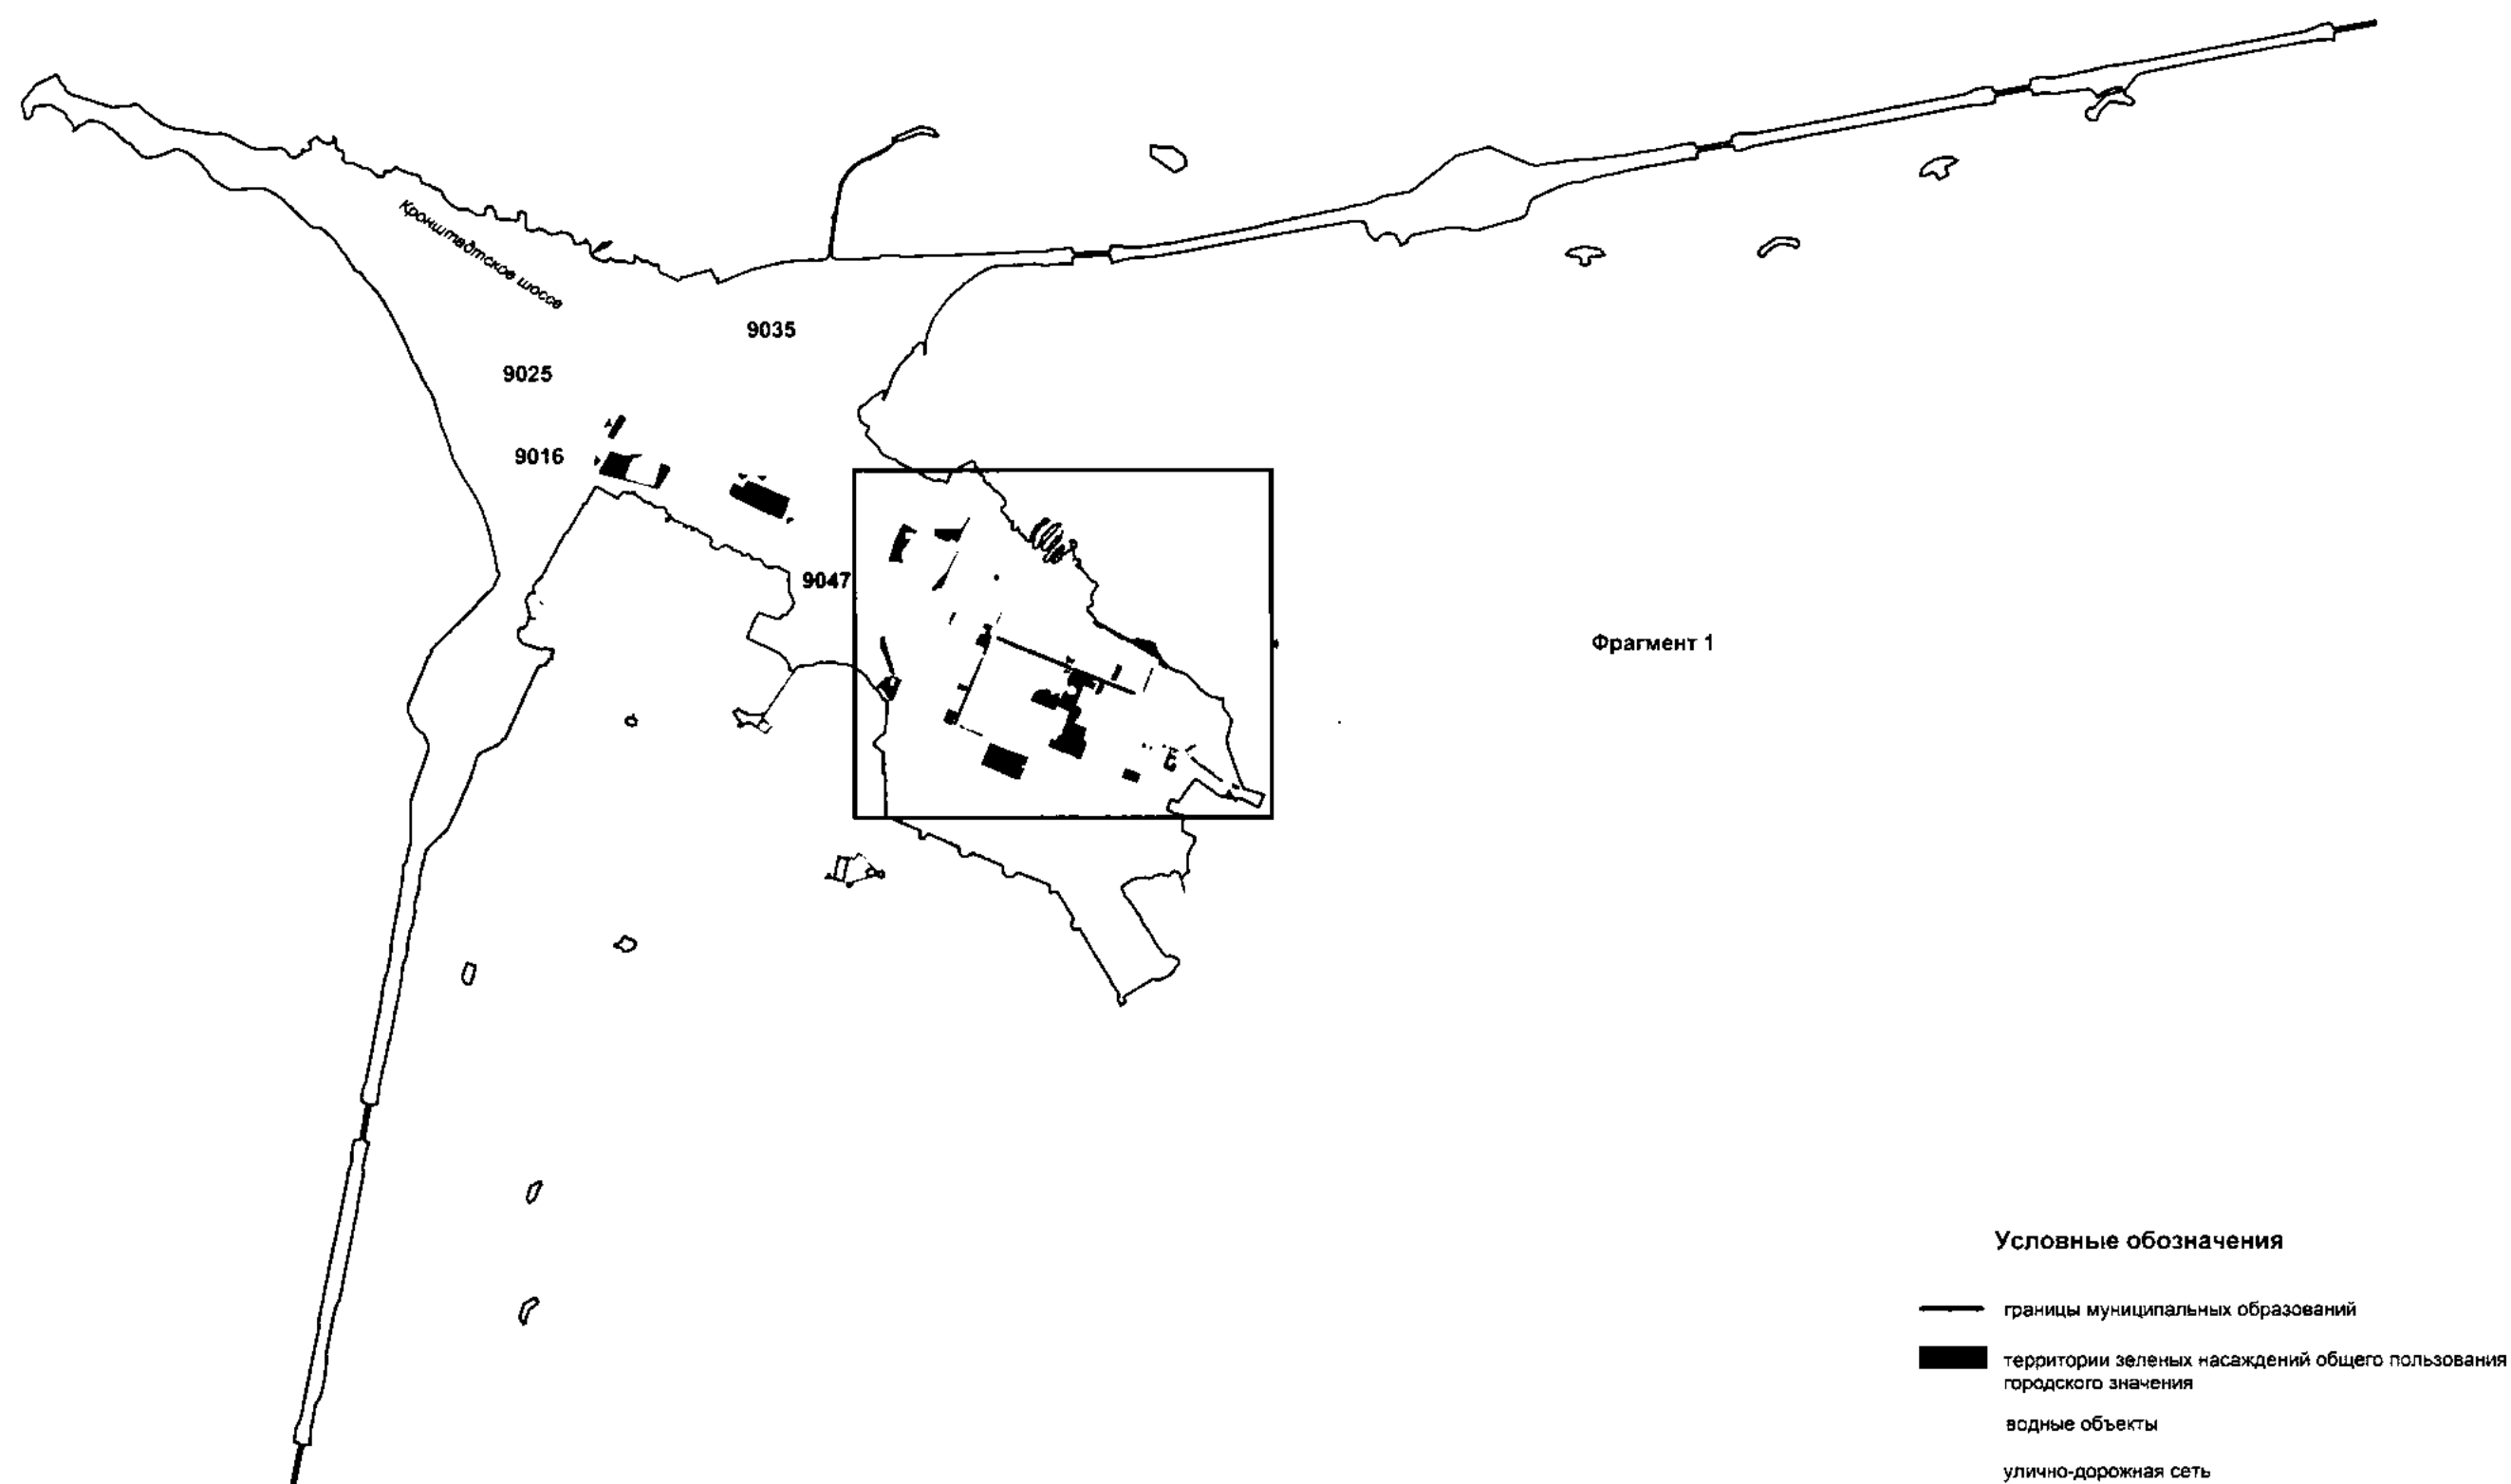 Кронштадтское шоссе
9035
9025
9016
9047
Фрагмент 1
Условные обозначения
границы муниципальных образований
территории зеленых насаждений общего пользования
городского значения
водные объекты
улично-дорожная сеть